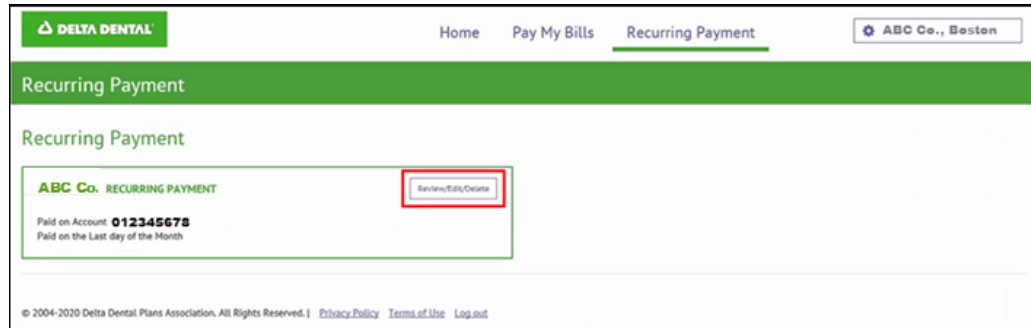 DELTA DENTAL
Home Pay My Bills Recurring Payment ABC Co., Boston
Recurring Payment
Recurring Payment
ABC Co. RECURRING PAYMENT Review/Edit/Delete
Paid on Account 012345678
Paid on the Last day of the Month
© 2004-2020 Delta Dental Plans Association. All Rights Reserved. | Privacy Policy Terms of Use Log out